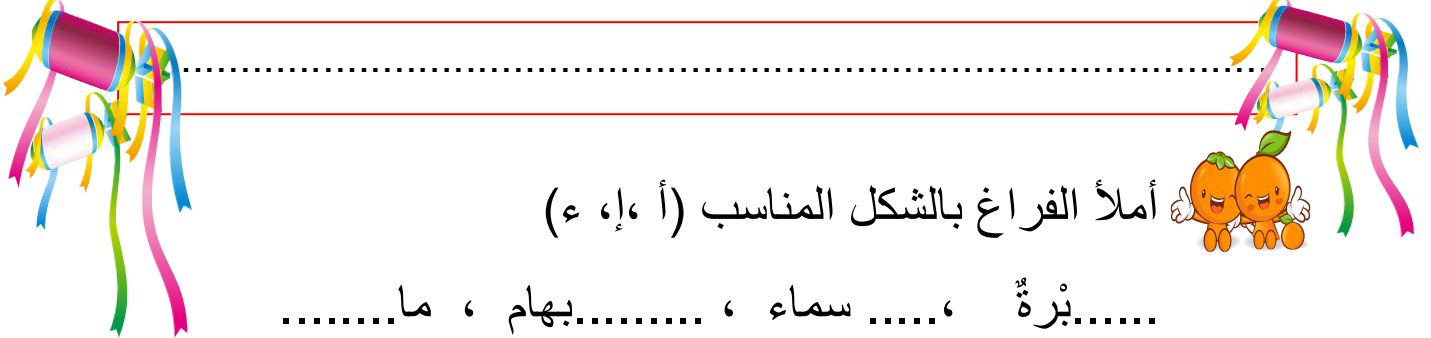 ........................................................................................
أملأ الفراغ بالشكل المناسب (أ ،إ، ء)
......بْرةٌ ،..... سماء ، .........بهام ، ما........